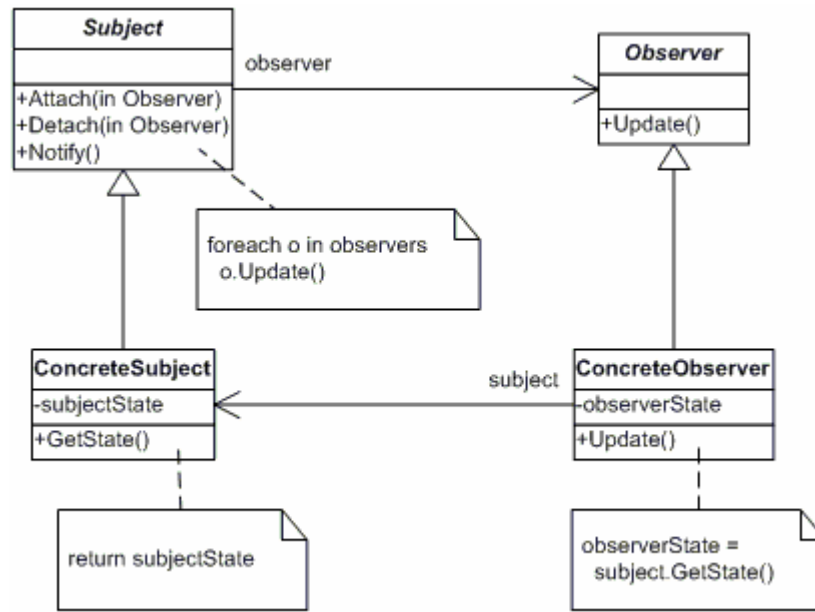 Subject
+Attach(in Observer)
+Detach(in Observer)
+Notify()
observer
Observer
+Update()
foreach o in observers
o.Update()
ConcreteSubject
-subjectState
+GetState()
subject
ConcreteObserver
-observerState
+Update()
return subjectState
observerState =
subject.GetState()